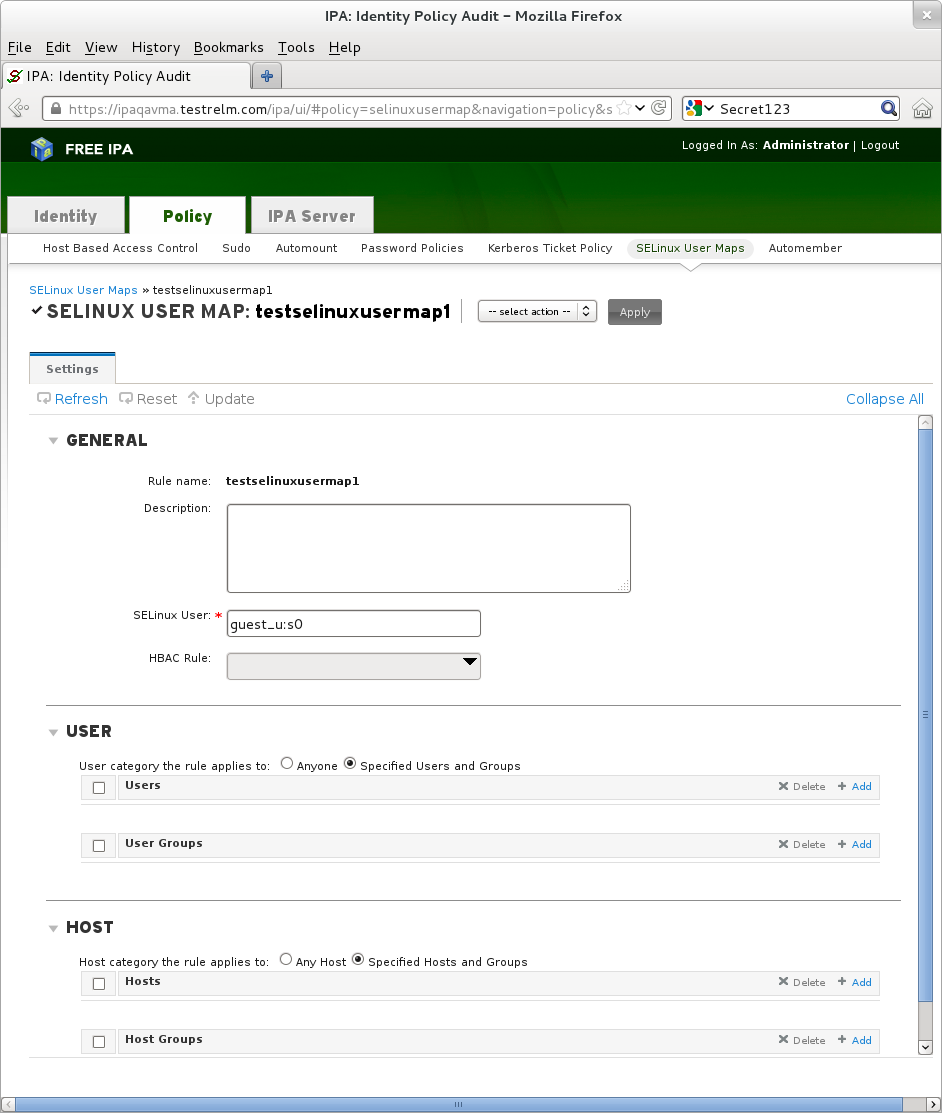 IPA: Identity Policy Audit – Mozilla Firefox
File Edit View History Bookmarks Tools Help
IPA: Identity Policy Audit
https://ipaqavma.testrelm.com/ipa/ui/#policy=selinuxusermap&navigation=policy&s
Secret123
FREE IPA
Logged In As: Administrator | Logout
Identity Policy IPA Server
Host Based Access Control Sudo Automount Password Policies Kerberos Ticket Policy SELinux User Maps Automember
SELinux User Maps » testselinuxusermap1
SELINUX USER MAP: testselinuxusermap1 -- select action -- Apply
Settings
Refresh Reset Update Collapse All
GENERAL
Rule name: testselinuxusermap1
Description:
SELinux User: * guest_u:s0
HBAC Rule:
USER
User category the rule applies to: Anyone Specified Users and Groups
Users Delete Add
User Groups Delete Add
HOST
Host category the rule applies to: Any Host Specified Hosts and Groups
Hosts Delete Add
Host Groups Delete Add